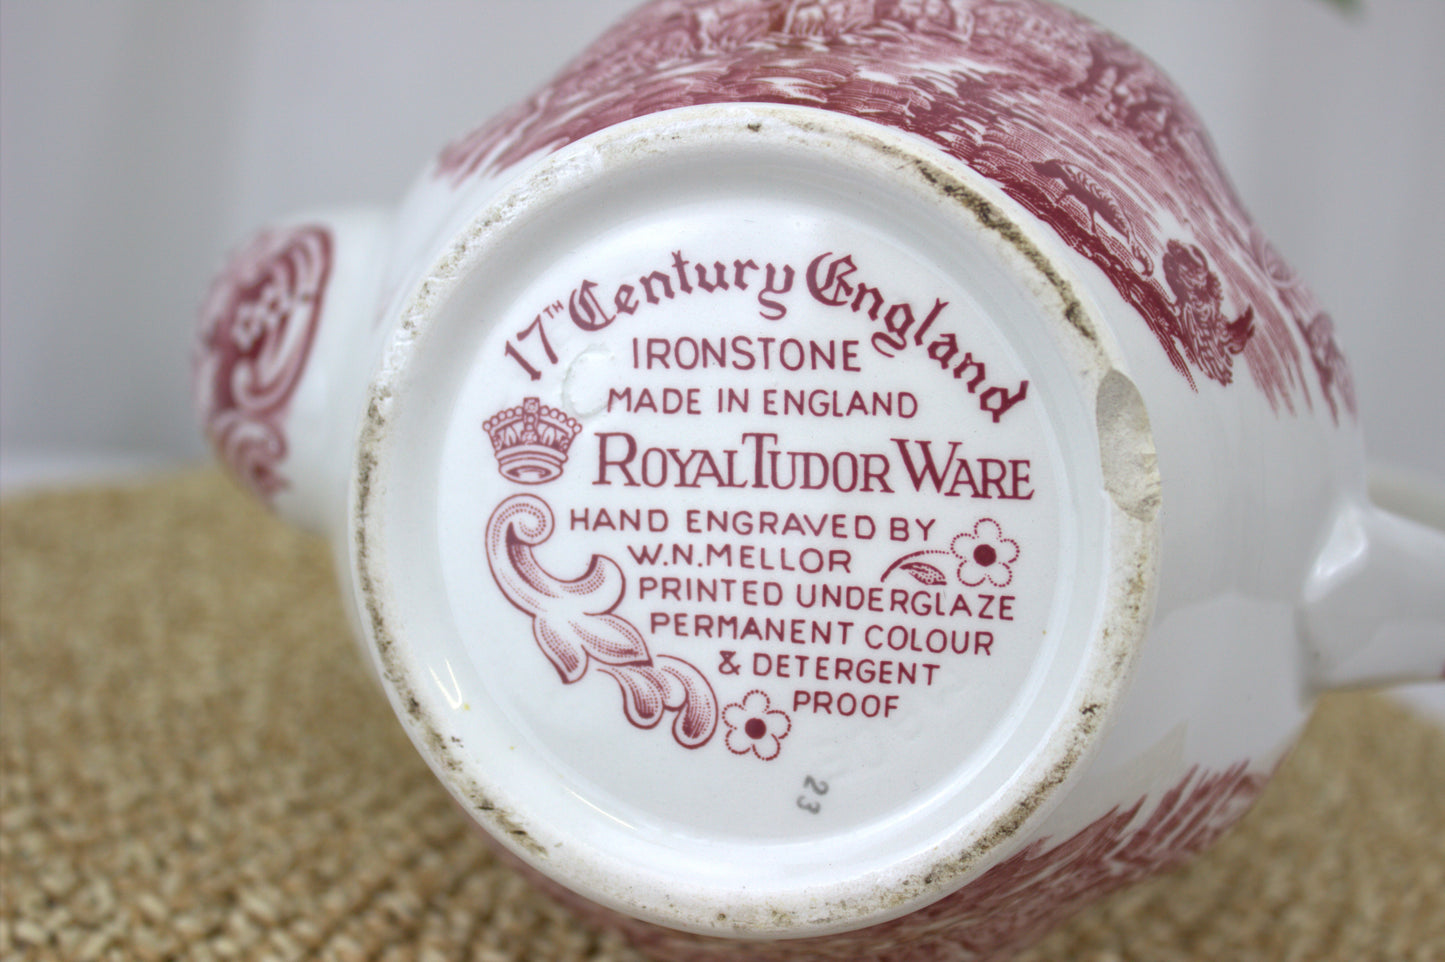 17TH Century England
IRONSTONE
MADE IN ENGLAND
ROYAL TUDOR WARE
HAND ENGRAVED BY
W.N.MELLOR
PRINTED UNDERGLAZE
PERMANENT COLOUR
& DETERGENT
PROOF
23